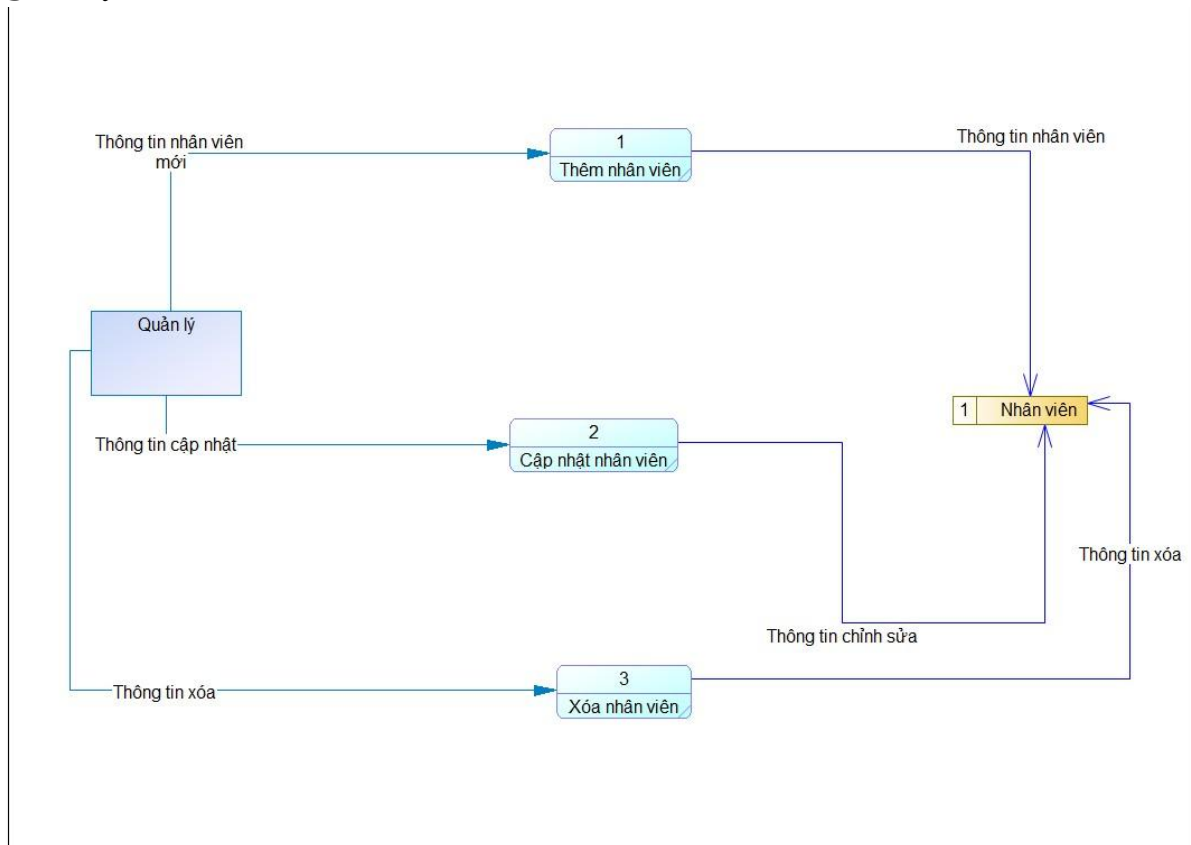 Thông tin nhân viên
mới
1
Thêm nhân viên
Thông tin nhân viên
Quản lý
1
Nhân viên
Thông tin cập nhật
2
Cập nhật nhân viên
Thông tin xóa
Thông tin chỉnh sửa
Thông tin xóa
3
Xóa nhân viên